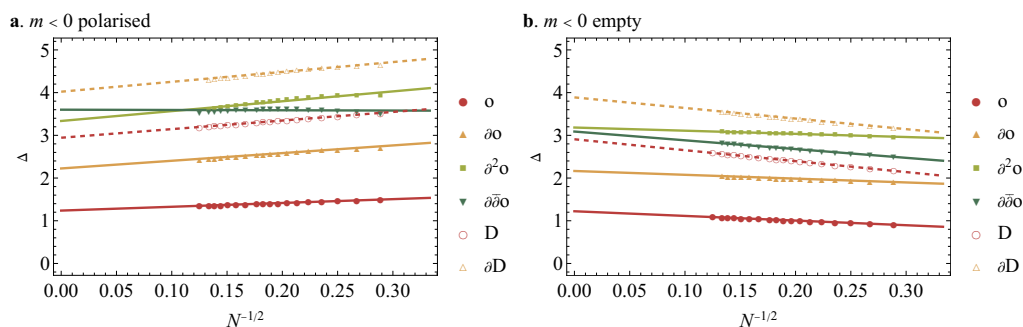 a. m < 0 polarised
Δ
5
4
3
2
1
0
0.00 0.05 0.10 0.15 0.20 0.25 0.30
N^{-1/2}
o
∂o
∂²o
∂∂̄o
D
∂D
b. m < 0 empty
Δ
5
4
3
2
1
0
0.00 0.05 0.10 0.15 0.20 0.25 0.30
N^{-1/2}
o
∂o
∂²o
∂∂̄o
D
∂D